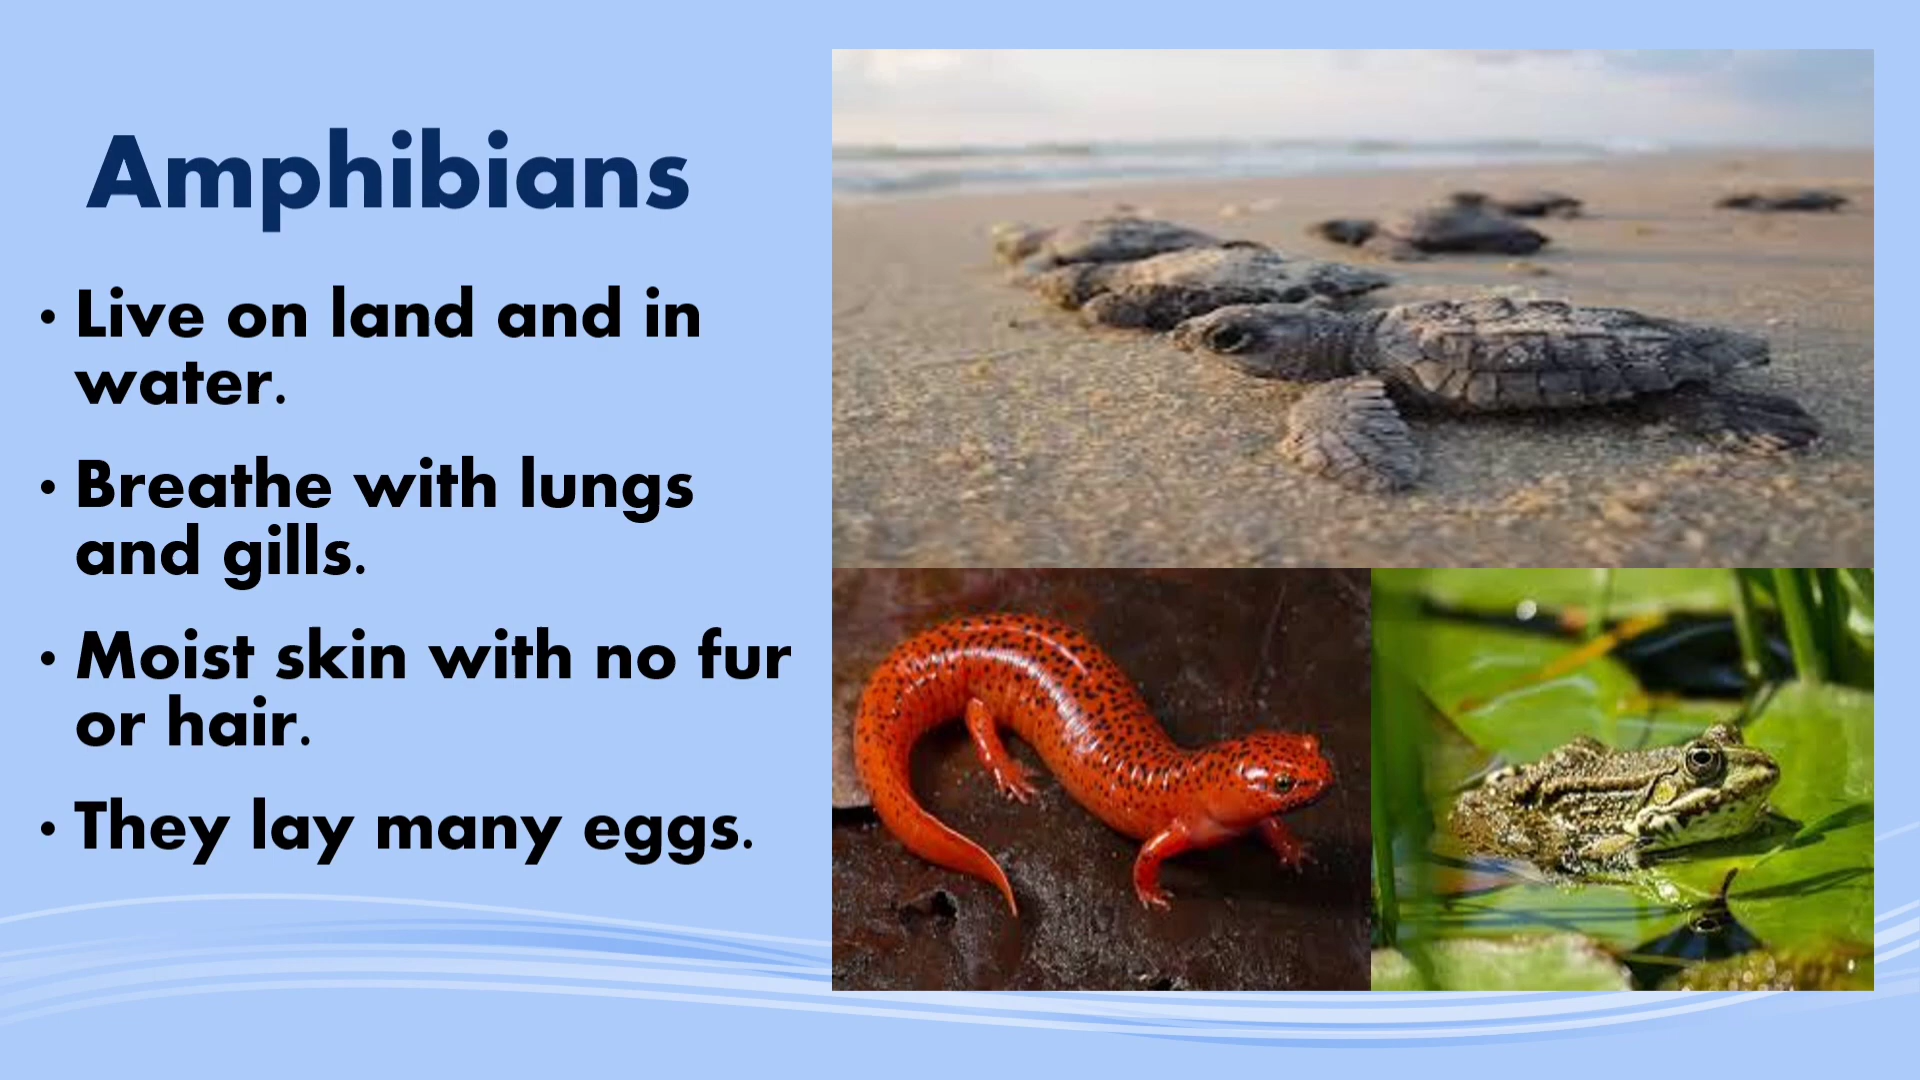 Amphibians
• Live on land and in
water.
• Breathe with lungs
and gills.
• Moist skin with no fur
or hair.
• They lay many eggs.